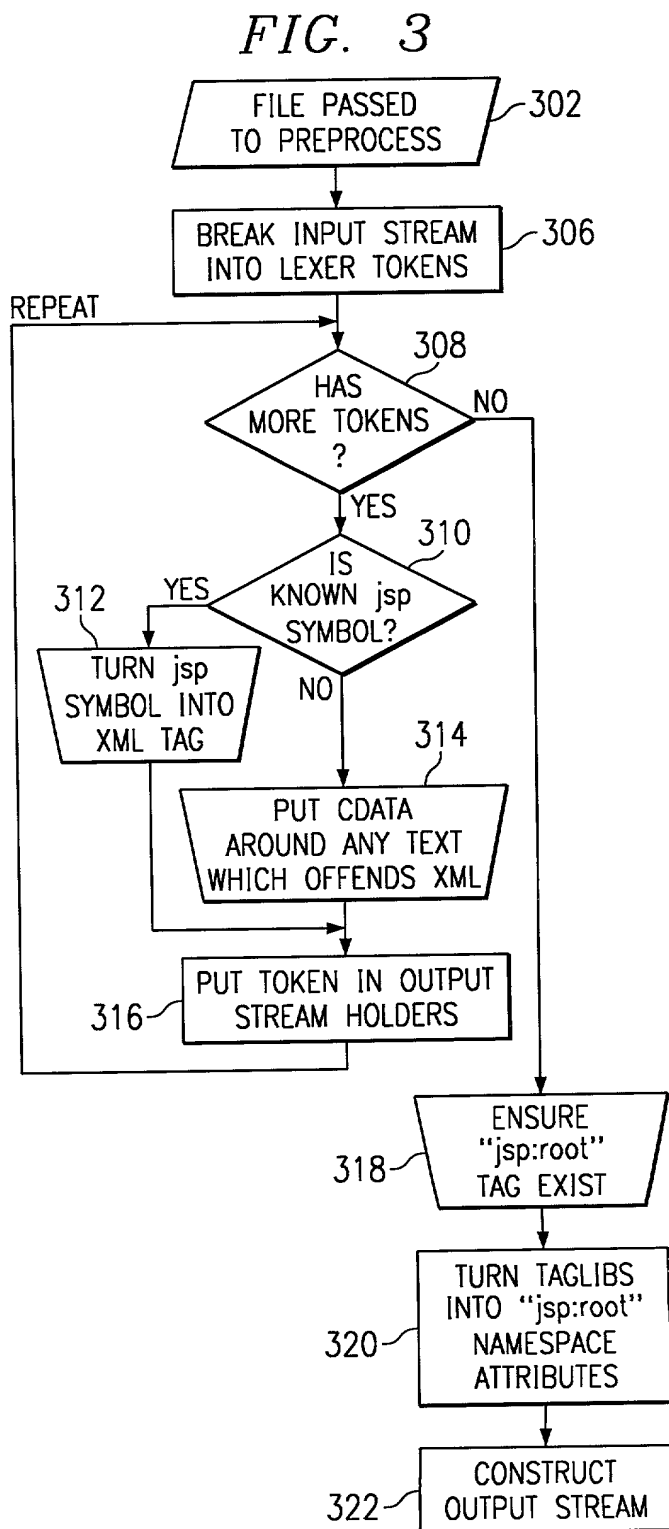 FIG. 3
FILE PASSED
TO PREPROCESS
302
BREAK INPUT STREAM
INTO LEXER TOKENS
306
REPEAT
308
HAS
MORE TOKENS
?
NO
YES
310
IS
KNOWN jsp
SYMBOL?
YES
312
NO
TURN jsp
SYMBOL INTO
XML TAG
314
PUT CDATA
AROUND ANY TEXT
WHICH OFFENDS XML
316
PUT TOKEN IN OUTPUT
STREAM HOLDERS
318
ENSURE
“jsp:root”
TAG EXIST
320
TURN TAGLIBS
INTO “jsp:root”
NAMESPACE
ATTRIBUTES
322
CONSTRUCT
OUTPUT STREAM